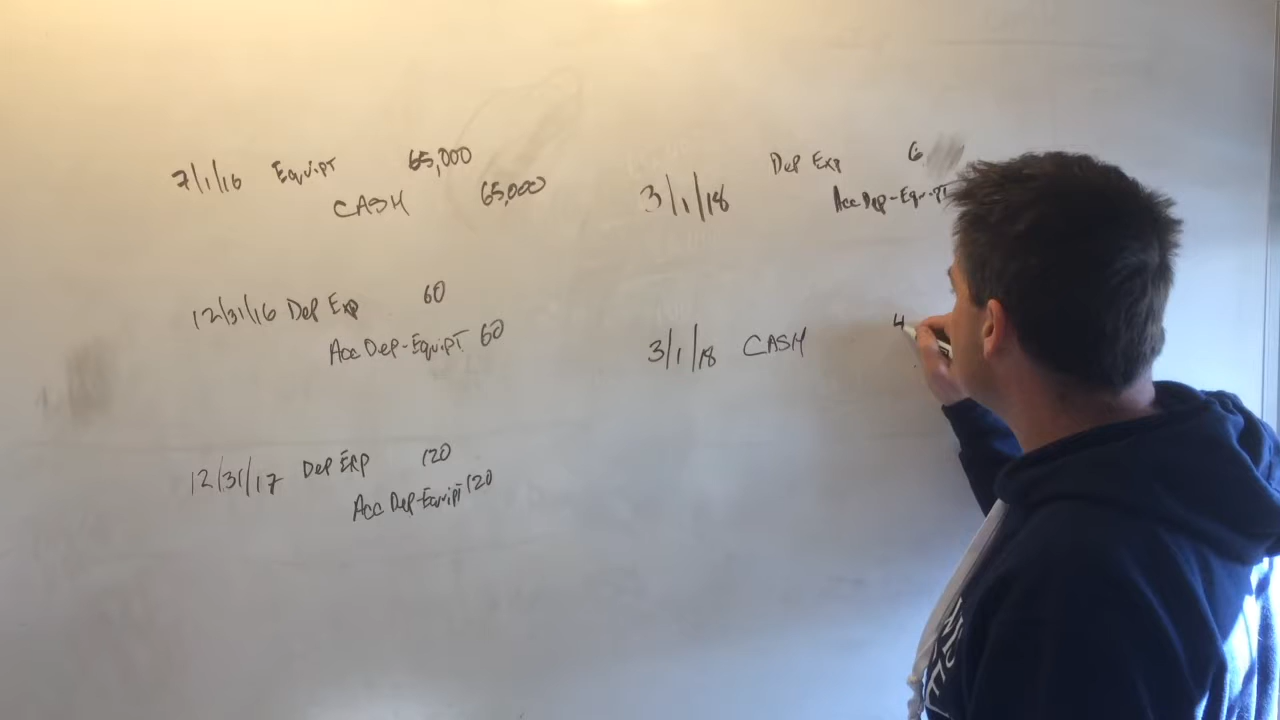 7/1/16 Equipt 65,000
CASH 65,000
12/31/16 Dep Exp 60
Acc Dep-Equipt 60
12/31/17 Dep Exp 120
Acc Dep-Equipt 120
Dep Exp 6
3/1/18 Acc Dep-Equipt
3/1/18 CASH 4